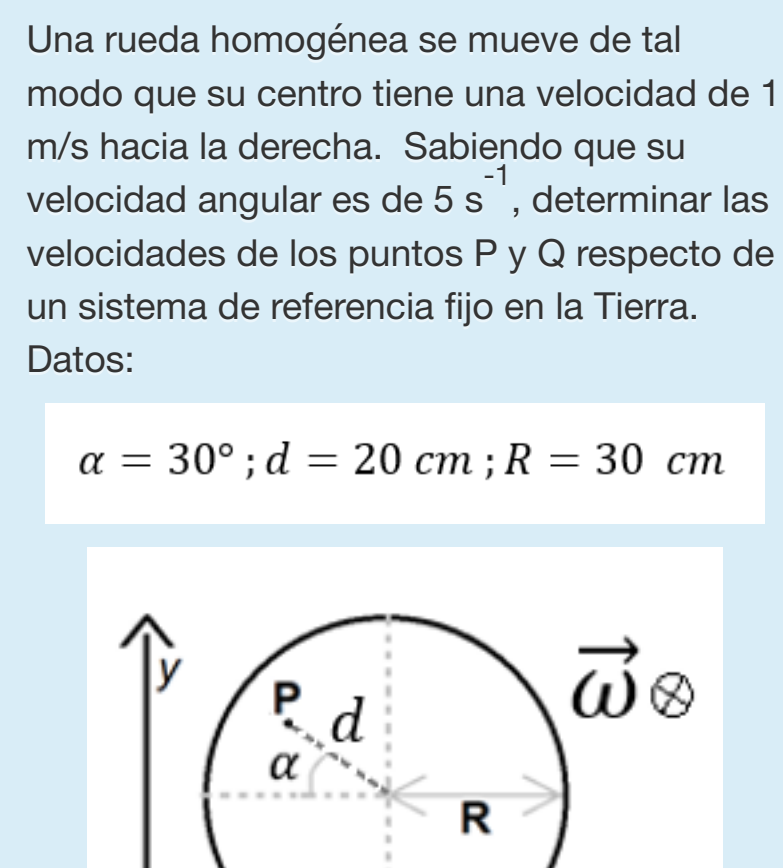 Una rueda homogénea se mueve de tal
modo que su centro tiene una velocidad de 1
m/s hacia la derecha.  Sabiendo que su
velocidad angular es de 5 s⁻¹, determinar las
velocidades de los puntos P y Q respecto de
un sistema de referencia fijo en la Tierra.
Datos:
α = 30° ; d = 20 cm ; R = 30 cm
y
P
d
α
R
ω⃗ ⊗